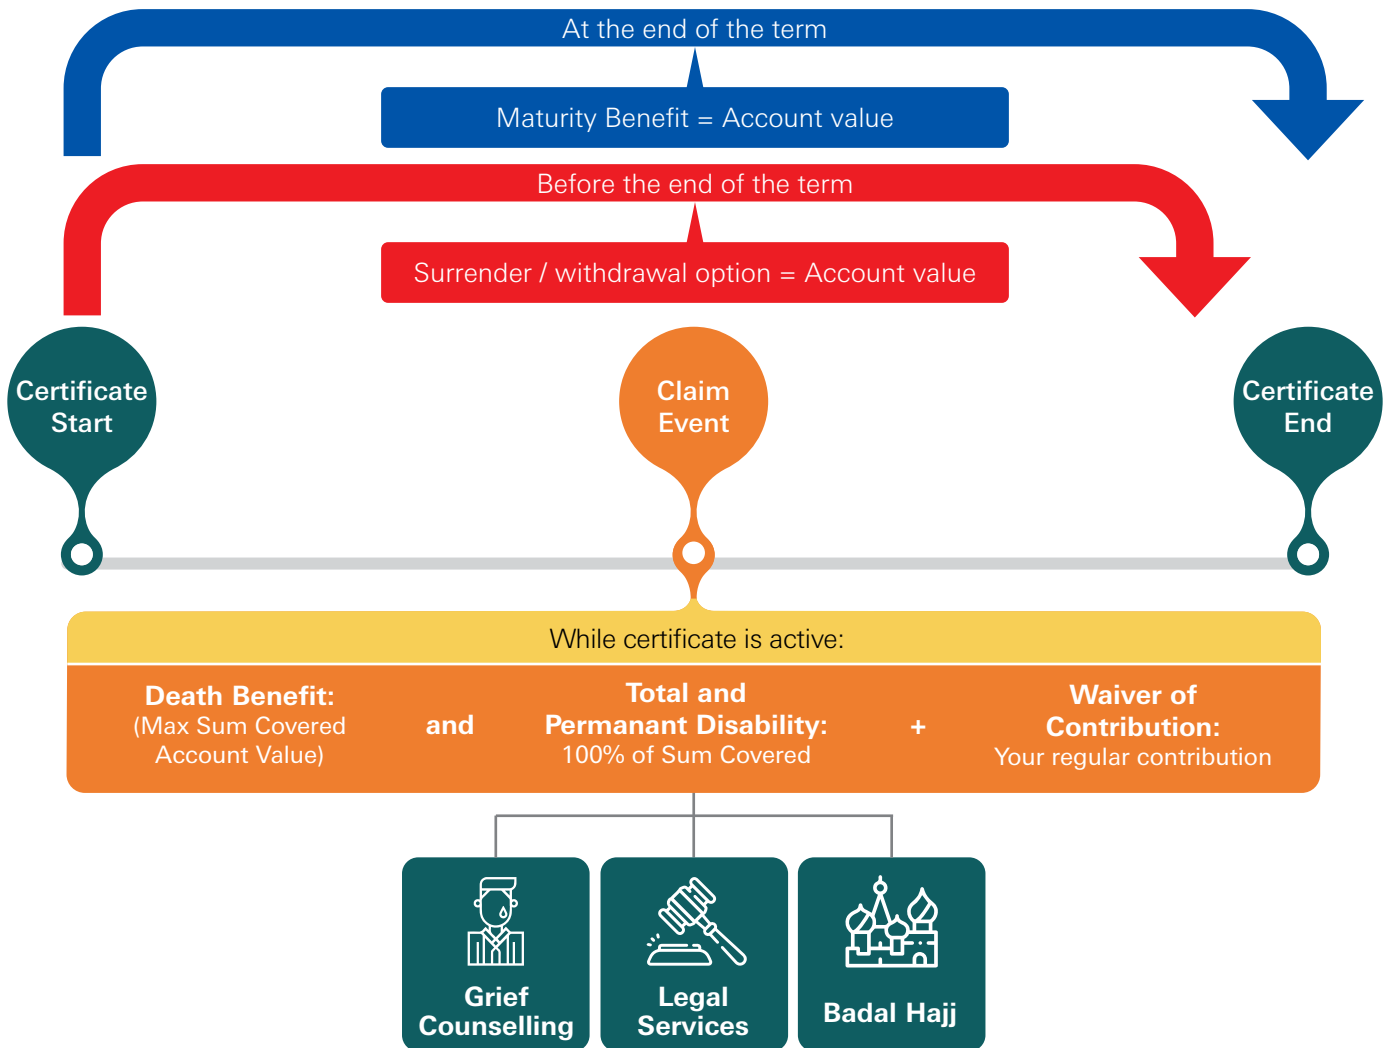 At the end of the term
Maturity Benefit = Account value
Before the end of the term
Surrender / withdrawal option = Account value
Certificate
Start
Claim
Event
Certificate
End
While certificate is active:
Death Benefit:
(Max Sum Covered
Account Value)
and
Total and
Permanant Disability:
100% of Sum Covered
+
Waiver of
Contribution:
Your regular contribution
Grief
Counselling
Legal
Services
Badal Hajj